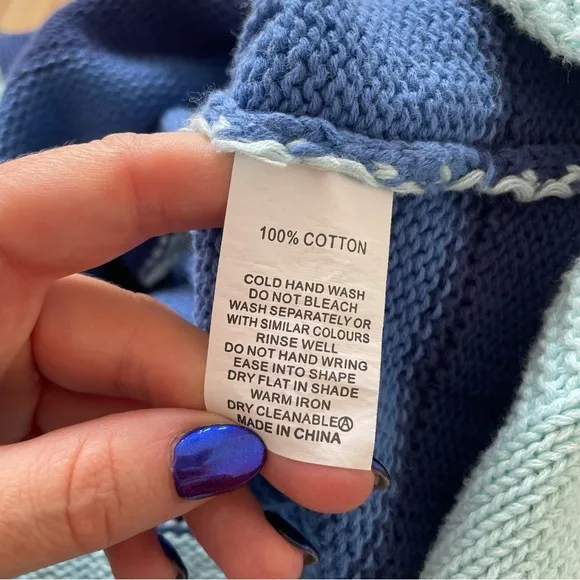 100% COTTON
COLD HAND WASH
DO NOT BLEACH
WASH SEPARATELY OR
WITH SIMILAR COLOURS
RINSE WELL
DO NOT HAND WRING
EASE INTO SHAPE
DRY FLAT IN SHADE
WARM IRON
DRY CLEANABLE Ⓐ
MADE IN CHINA